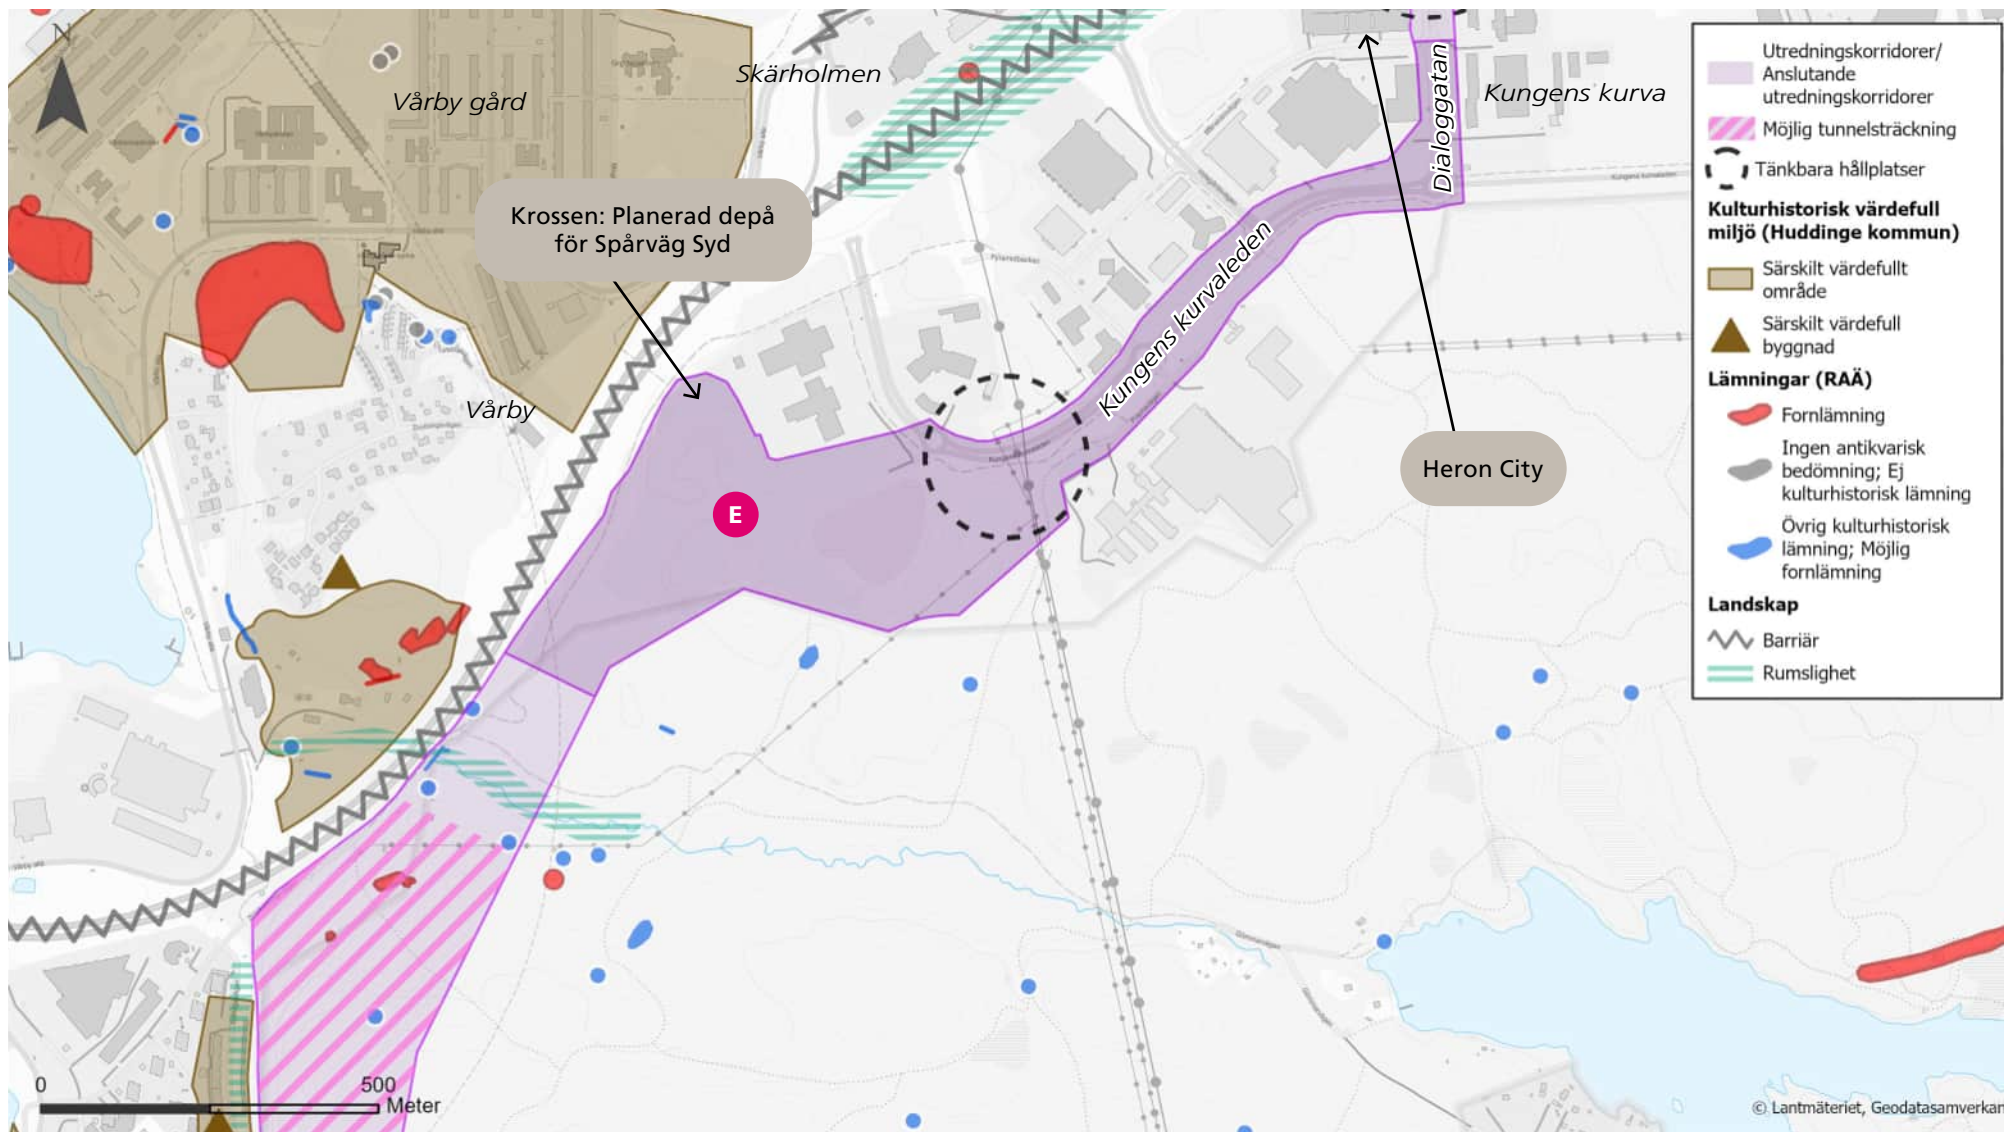 N
Vårby gård
Skärholmen
Kungens kurva
Dialoggatan
Krossen: Planerad depå
för Spårväg Syd
Kungens kurvaleden
Vårby
E
Heron City
0
500
Meter
Utredningskorridorer/
Anslutande
utredningskorridorer
Möjlig tunnelsträckning
Tänkbara hållplatser
Kulturhistorisk värdefull
miljö (Huddinge kommun)
Särskilt värdefullt
område
Särskilt värdefull
byggnad
Lämningar (RAÄ)
Fornlämning
Ingen antikvarisk
bedömning; Ej
kulturhistorisk lämning
Övrig kulturhistorisk
lämning; Möjlig
fornlämning
Landskap
Barriär
Rumslighet
© Lantmäteriet, Geodatasamverkan